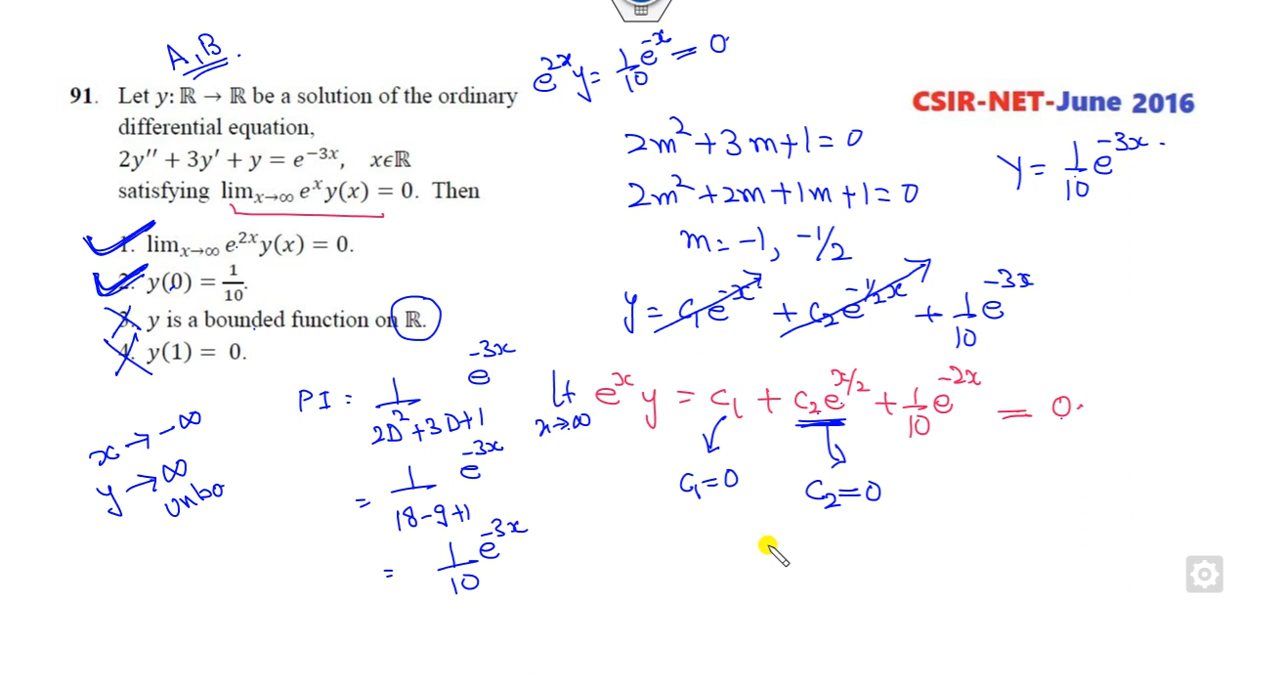 A,B.
e^{2x}y = 1/10 e^{-x} = 0
91. Let y: ℝ → ℝ be a solution of the ordinary
differential equation,
2y′′ + 3y′ + y = e^{−3x}, xϵℝ
satisfying lim_{x→∞} e^x y(x) = 0. Then
1. lim_{x→∞} e^{2x}y(x) = 0.
2. y(0) = 1/10.
3. y is a bounded function on ℝ.
4. y(1) = 0.
CSIR-NET-June 2016
2m²+3m+1=0
2m²+2m+1m+1=0
m=-1, -1/2
y = c₁e^{-x} + c₂e^{-1/2x} + 1/10 e^{-3x}
y = 1/10 e^{-3x}.
PI = 1/(2D²+3D+1) e^{-3x}
= 1/(18-9+1) e^{-3x}
= 1/10 e^{-3x}
Lt x→∞ e^x y = c₁ + c₂e^{x/2} + 1/10 e^{-2x} = 0.
c₁=0 c₂=0
x→-∞
y→∞
unbo